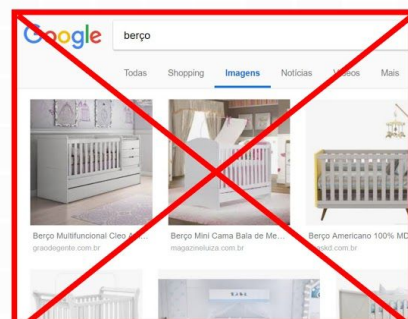 Google berço
Todas Shopping Imagens Notícias Vídeos Mais
Berço Multifuncional Cleo
Berço Mini Cama Bala de Me...
Berço Americano 100% MD
graodegente.com.br
magazineluiza.com.br